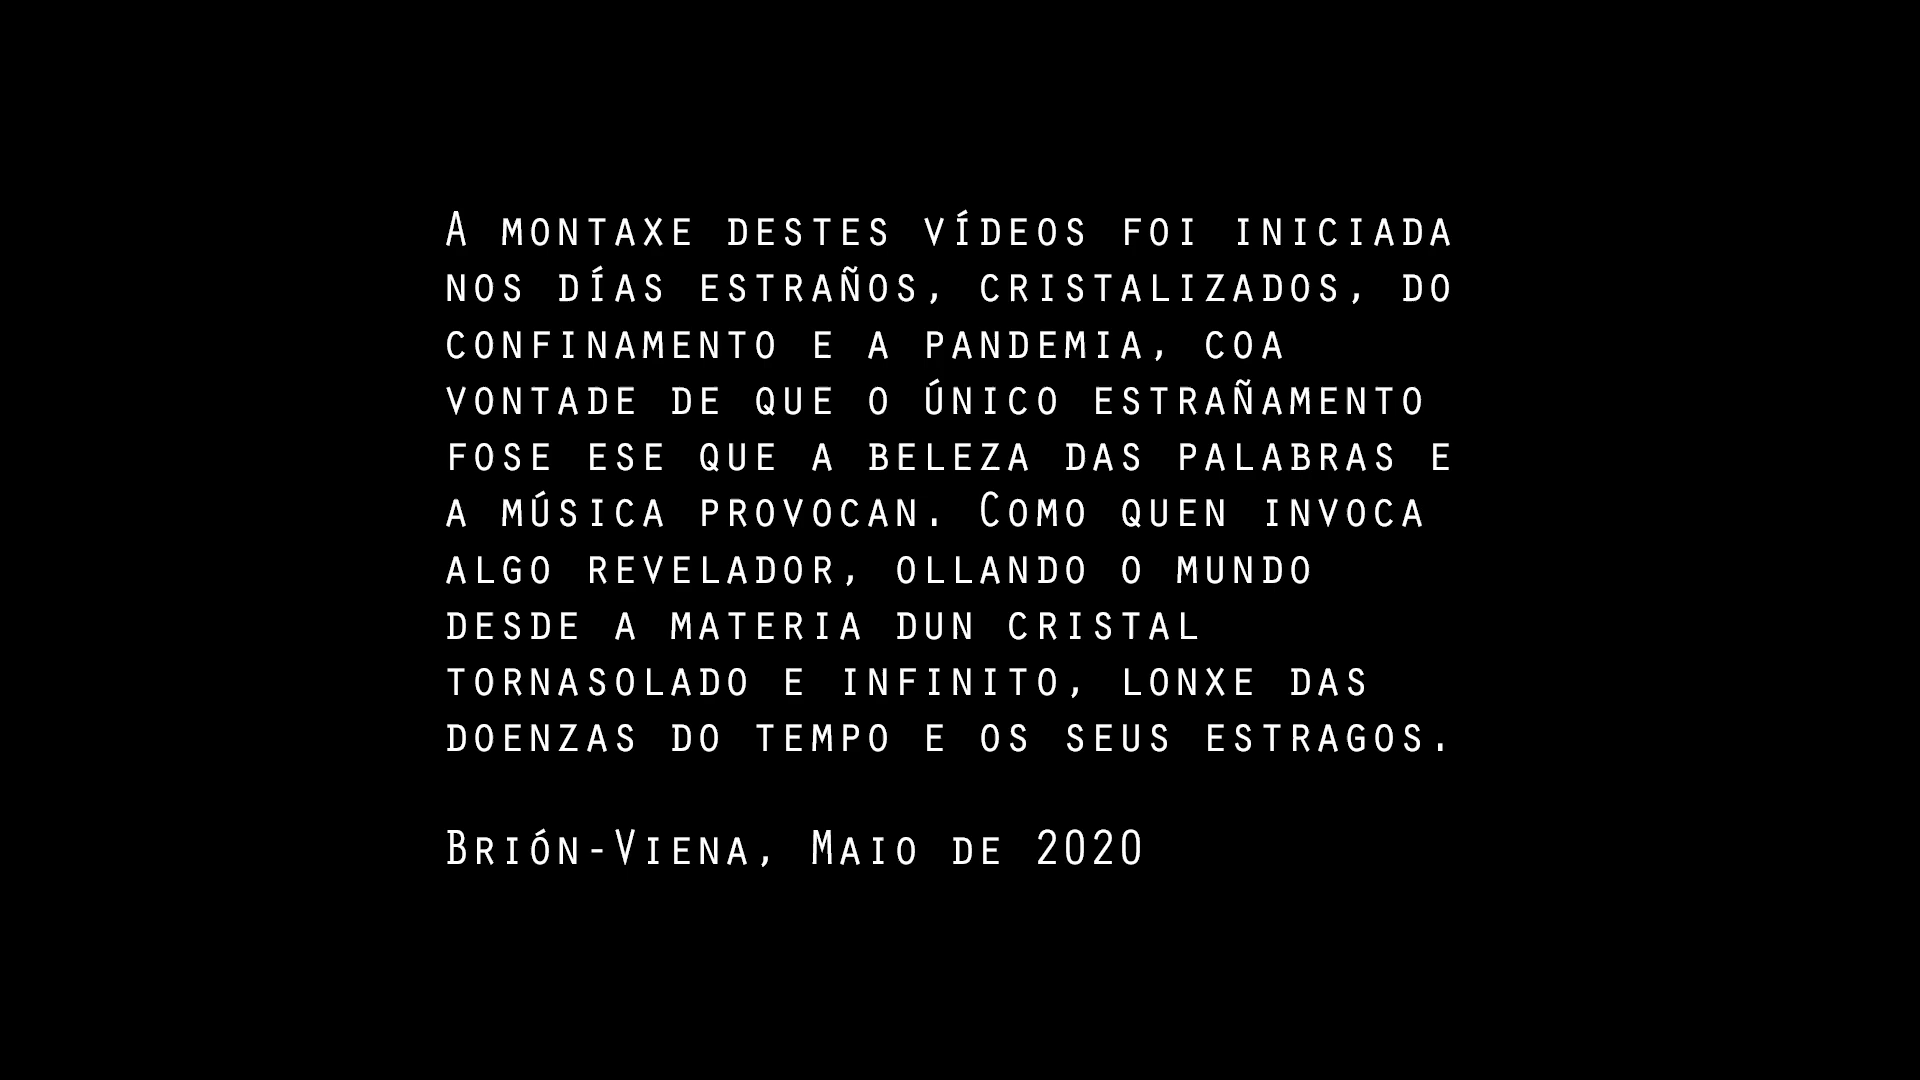 A montaxe destes vídeos foi iniciada
nos días estraños, cristalizados, do
confinamento e a pandemia, coa
vontade de que o único estrañamento
fose ese que a beleza das palabras e
a música provocan. Como quen invoca
algo revelador, ollando o mundo
desde a materia dun cristal
tornasolado e infinito, lonxe das
doenzas do tempo e os seus estragos.
Brión-Viena, Maio de 2020